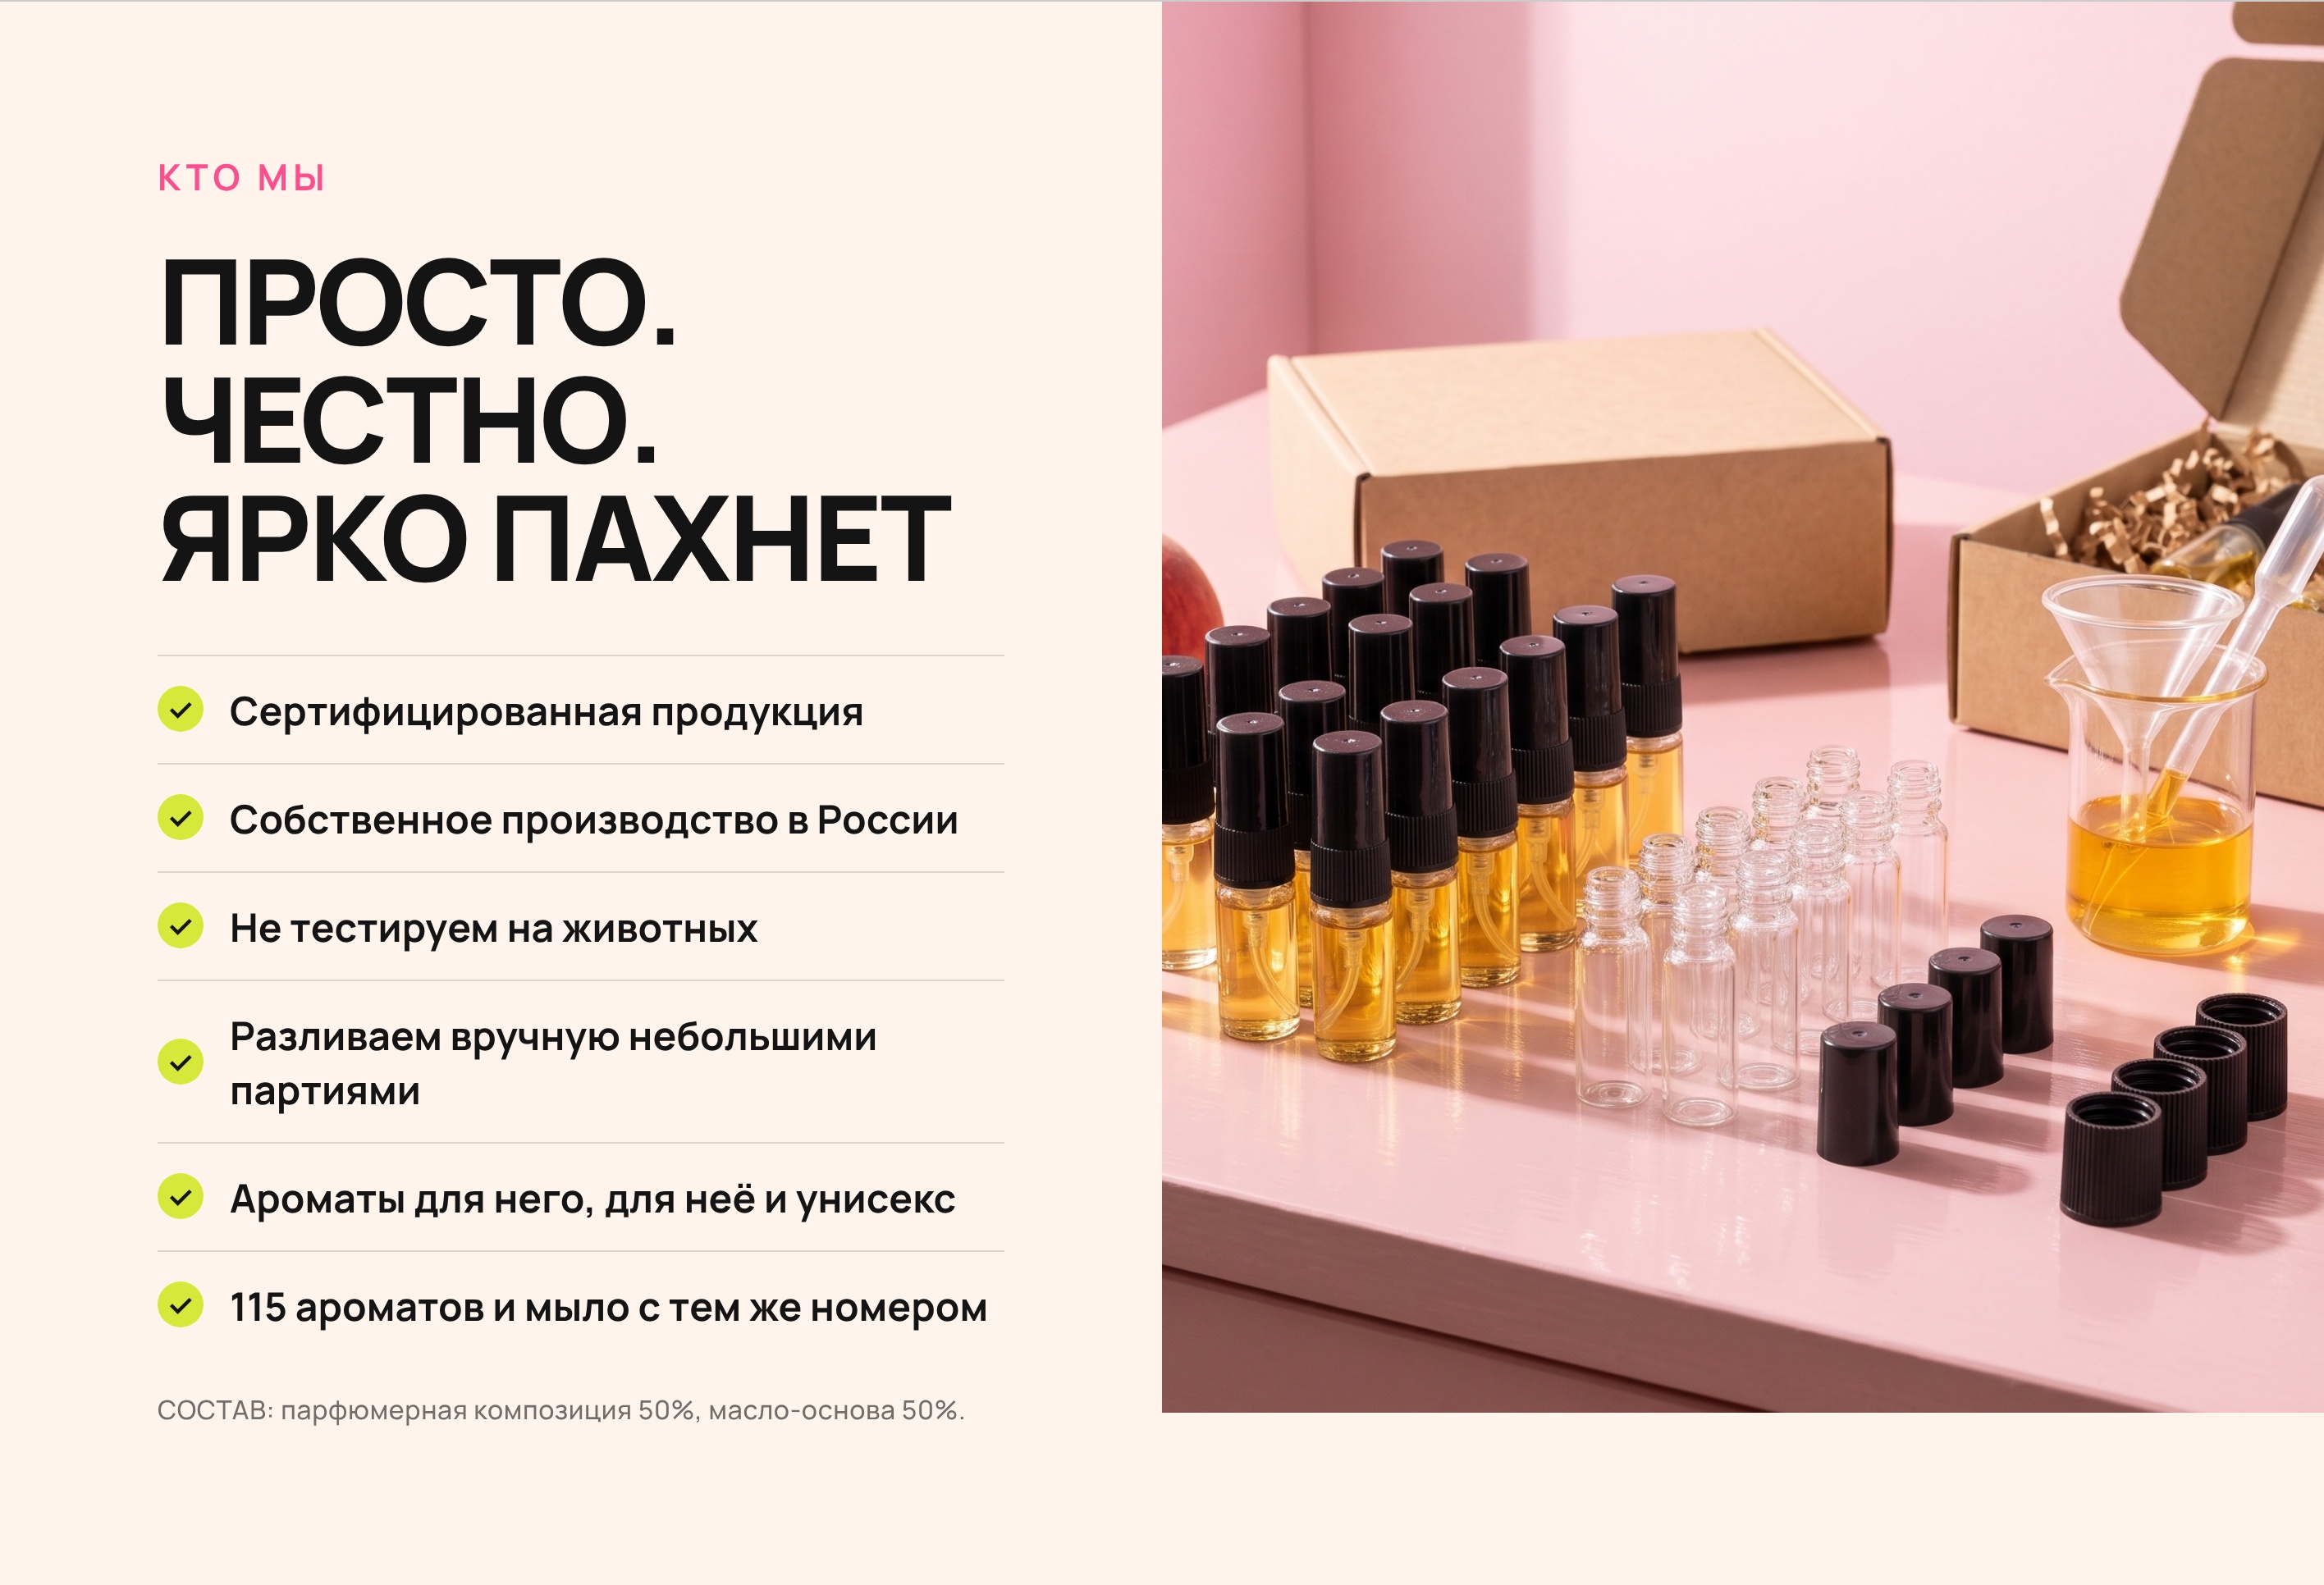 КТО МЫ
ПРОСТО.
ЧЕСТНО.
ЯРКО ПАХНЕТ
Сертифицированная продукция
Собственное производство в России
Не тестируем на животных
Разливаем вручную небольшими
партиями
Ароматы для него, для неё и унисекс
115 ароматов и мыло с тем же номером
СОСТАВ: парфюмерная композиция 50%, масло-основа 50%.